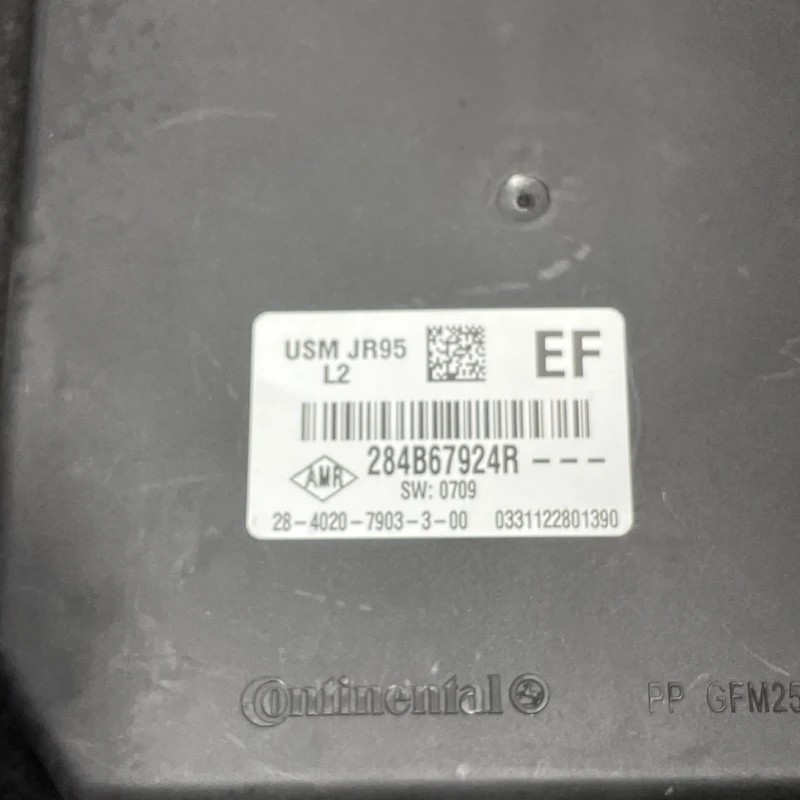 USM JR95 EF
L2
284B67924R ---
AMR
SW: 0709
28-4020-7903-3-00 0331122801390
Continental PP GFM25